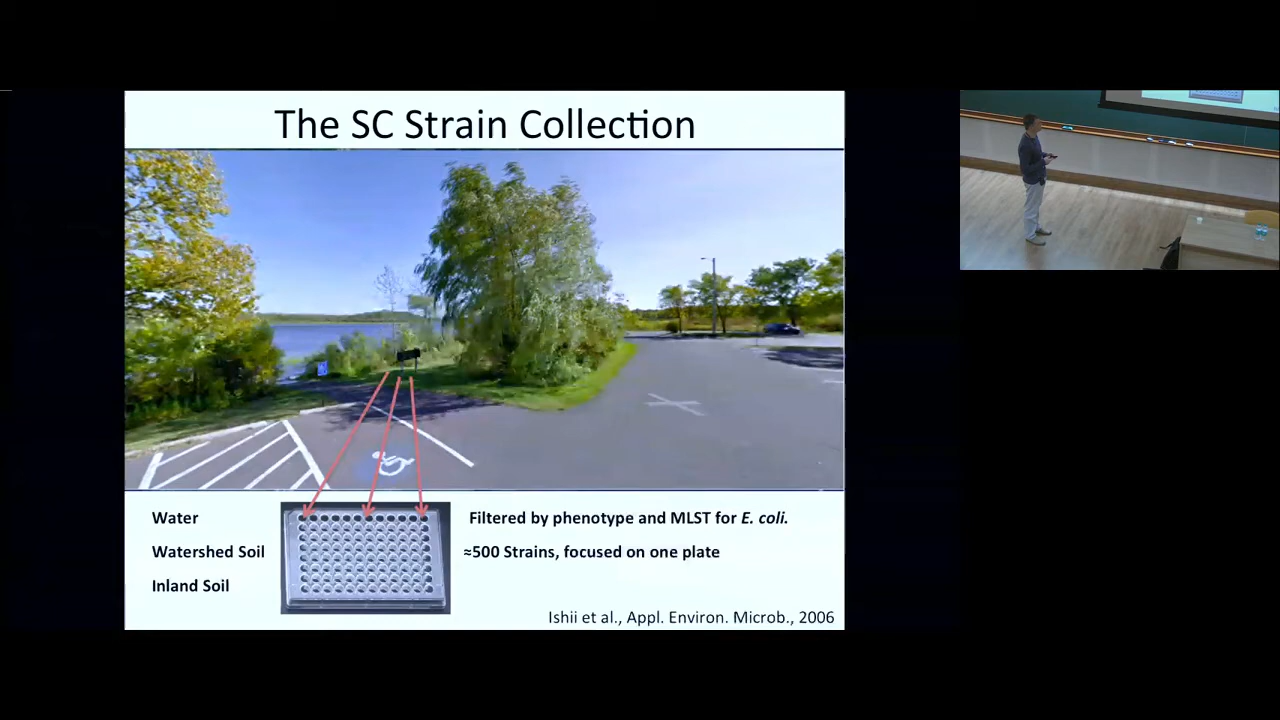 The SC Strain Collection
Water
Watershed Soil
Inland Soil
Filtered by phenotype and MLST for E. coli.
≈500 Strains, focused on one plate
Ishii et al., Appl. Environ. Microb., 2006